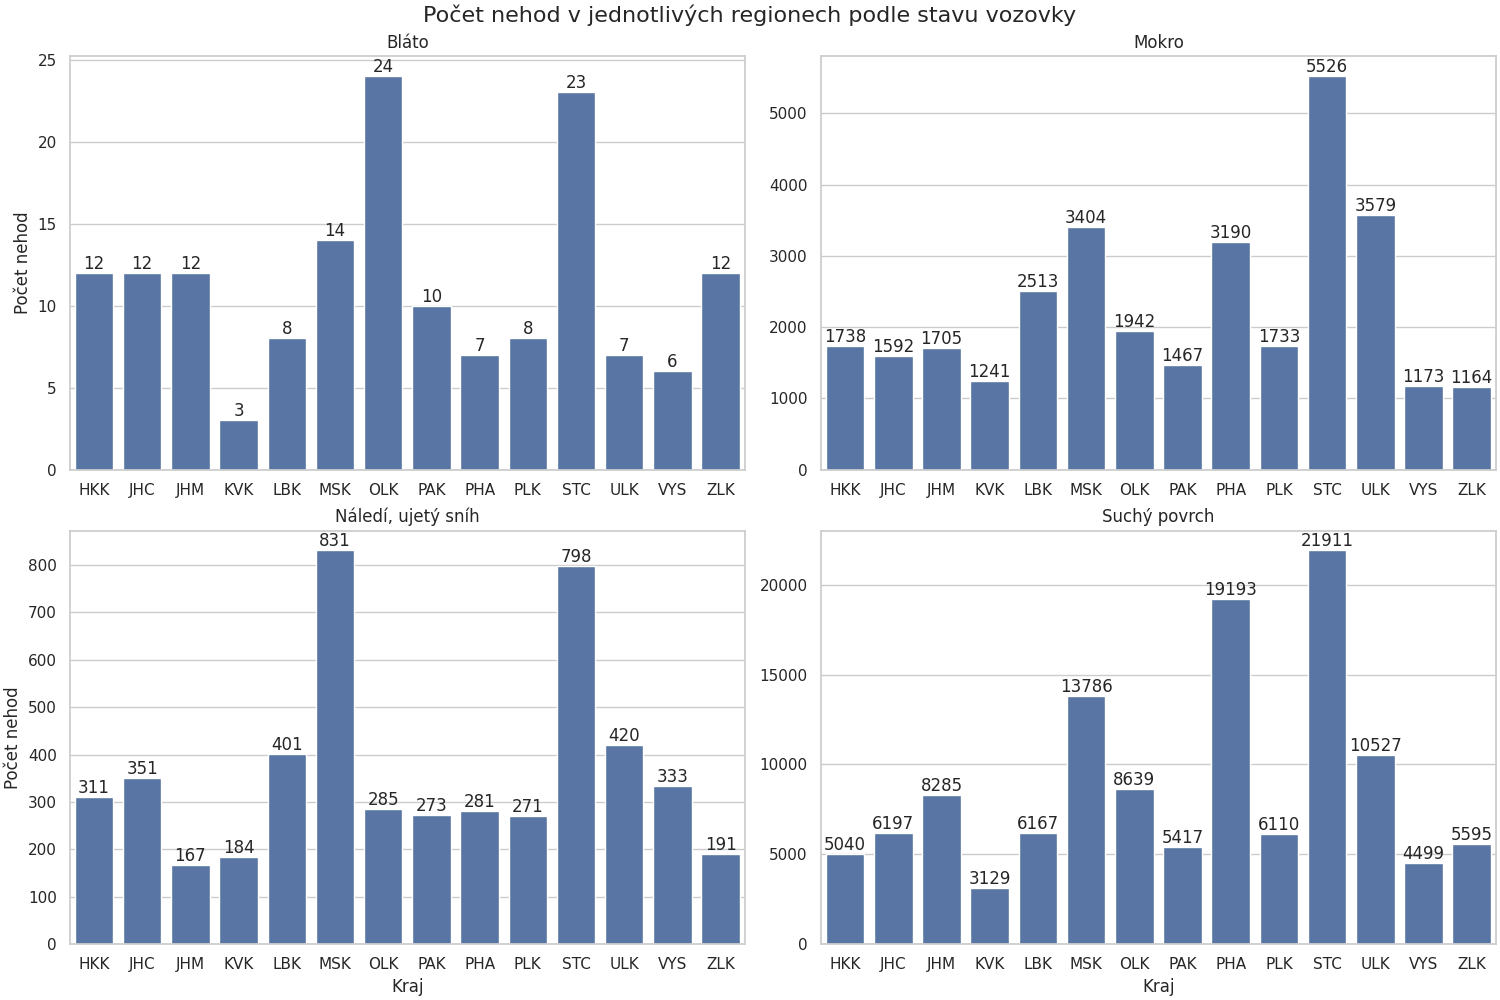 Počet nehod v jednotlivých regionech podle stavu vozovky
Bláto
Počet nehod
25
20
15
10
5
0
12 12 12 3 8 14 24 10 7 8 23 7 6 12
HKK JHC JHM KVK LBK MSK OLK PAK PHA PLK STC ULK VYS ZLK
Mokro
5000
4000
3000
2000
1000
0
1738 1592 1705 1241 2513 3404 1942 1467 3190 1733 5526 3579 1173 1164
HKK JHC JHM KVK LBK MSK OLK PAK PHA PLK STC ULK VYS ZLK
Náledí, ujetý sníh
Počet nehod
800
700
600
500
400
300
200
100
0
311 351 167 184 401 831 285 273 281 271 798 420 333 191
HKK JHC JHM KVK LBK MSK OLK PAK PHA PLK STC ULK VYS ZLK
Kraj
Suchý povrch
20000
15000
10000
5000
0
5040 6197 8285 3129 6167 13786 8639 5417 19193 6110 21911 10527 4499 5595
HKK JHC JHM KVK LBK MSK OLK PAK PHA PLK STC ULK VYS ZLK
Kraj